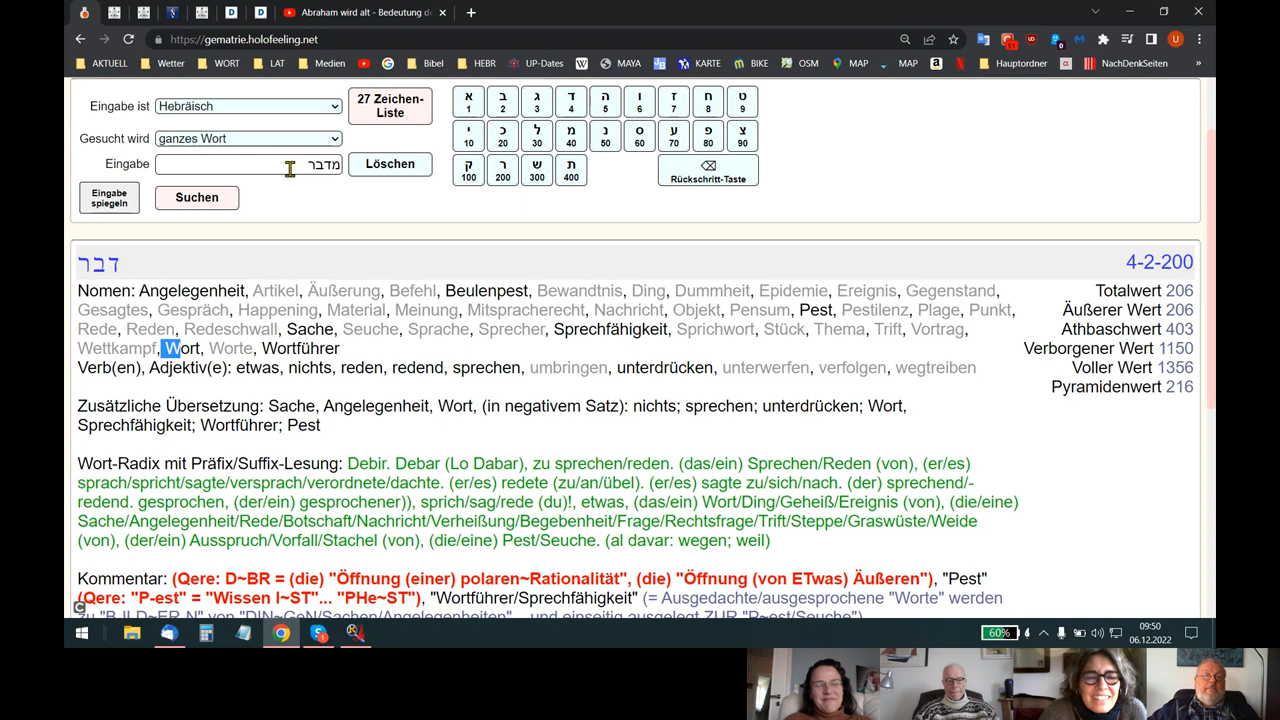 Abraham wird alt - Bedeutung de
https://gematrie.holofeeling.net
AKTUELL Wetter WORT LAT Medien Bibel HEBR UP-Dates MAYA KARTE BIKE OSM MAP MAP Hauptordner NachDenkSeiten »
Eingabe ist Hebräisch
27 Zeichen-Liste
Gesucht wird ganzes Wort
Eingabe מדבר Löschen
Eingabe spiegeln
Suchen
א ב ג ד ה ו ז ח ט
1 2 3 4 5 6 7 8 9
י כ ל מ נ ס ע פ צ
10 20 30 40 50 60 70 80 90
ק ר ש ת
100 200 300 400
Rückschritt-Taste
דבר 4-2-200
Nomen: Angelegenheit, Artikel, Äußerung, Befehl, Beulenpest, Bewandtnis, Ding, Dummheit, Epidemie, Ereignis, Gegenstand,
Gesagtes, Gespräch, Happening, Material, Meinung, Mitspracherecht, Nachricht, Objekt, Pensum, Pest, Pestilenz, Plage, Punkt,
Rede, Reden, Redeschwall, Sache, Seuche, Sprache, Sprecher, Sprechfähigkeit, Sprichwort, Stück, Thema, Trift, Vortrag,
Wettkampf, Wort, Worte, Wortführer
Verb(en), Adjektiv(e): etwas, nichts, reden, redend, sprechen, umbringen, unterdrücken, unterwerfen, verfolgen, wegtreiben
Totalwert 206
Äußerer Wert 206
Athbaschwert 403
Verborgener Wert 1150
Voller Wert 1356
Pyramidenwert 216
Zusätzliche Übersetzung: Sache, Angelegenheit, Wort, (in negativem Satz): nichts; sprechen; unterdrücken; Wort,
Sprechfähigkeit; Wortführer; Pest
Wort-Radix mit Präfix/Suffix-Lesung: Debir. Debar (Lo Dabar), zu sprechen/reden. (das/ein) Sprechen/Reden (von), (er/es)
sprach/spricht/sagte/versprach/verordnete/dachte. (er/es) redete (zu/an/übel). (er/es) sagte zu/sich/nach. (der) sprechend/-
redend. gesprochen, (der/ein) gesprochener)), sprich/sag/rede (du)!, etwas, (das/ein) Wort/Ding/Geheiß/Ereignis (von), (die/eine)
Sache/Angelegenheit/Rede/Botschaft/Nachricht/Verheißung/Begebenheit/Frage/Rechtsfrage/Trift/Steppe/Graswüste/Weide
(von), (der/ein) Ausspruch/Vorfall/Stachel (von), (die/eine) Pest/Seuche. (al davar: wegen; weil)
Kommentar: (Qere: D~BR = (die) "Öffnung (einer) polaren~Rationalität", (die) "Öffnung (von ETwas) Äußeren"), "Pest"
(Qere: "P-est" = "Wissen I~ST"... "PHe~ST"), "Wortführer/Sprechfähigkeit" (= Ausgedachte/ausgesprochene "Worte" werden
60%
09:50
06.12.2022